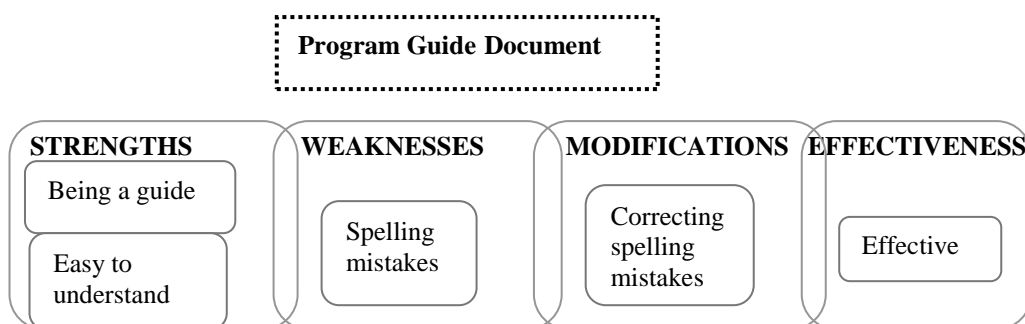 Program Guide Document
STRENGTHS
Being a guide
Easy to
understand
WEAKNESSES
Spelling
mistakes
MODIFICATIONS
Correcting
spelling
mistakes
EFFECTIVENESS
Effective